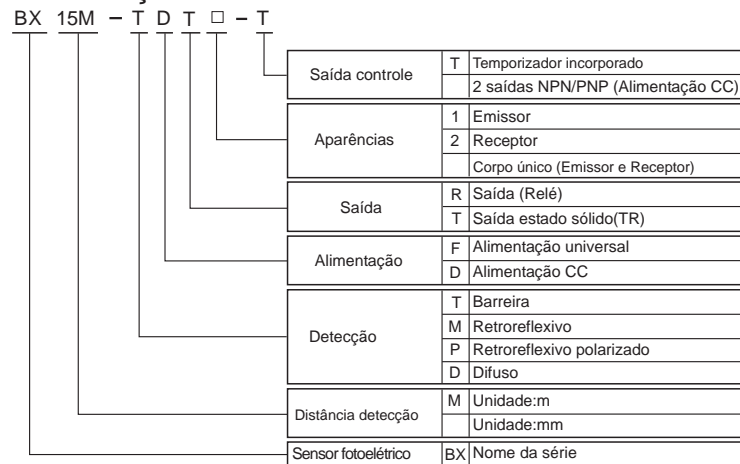 BX 15M – T D T □ – T
Saída controle
T Temporizador incorporado
2 saídas NPN/PNP (Alimentação CC)
Aparências
1 Emissor
2 Receptor
Corpo único (Emissor e Receptor)
Saída
R Saída (Relé)
T Saída estado sólido(TR)
Alimentação
F Alimentação universal
D Alimentação CC
Detecção
T Barreira
M Retroreflexivo
P Retroreflexivo polarizado
D Difuso
Distância detecção
M Unidade:m
Unidade:mm
Sensor fotoelétrico
BX Nome da série